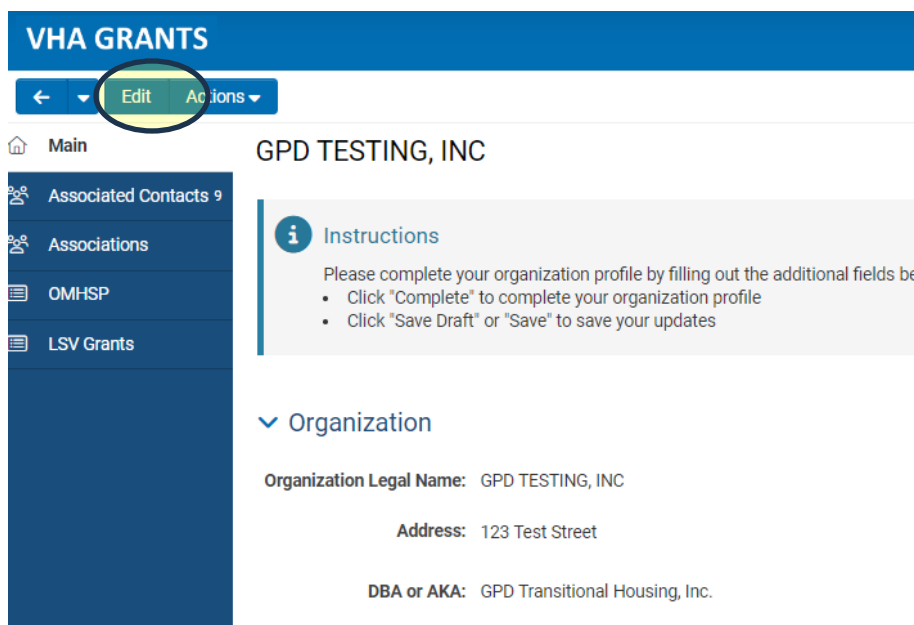 VHA GRANTS
Edit Actions
Main
GPD TESTING, INC
Associated Contacts 9
Associations
OMHSP
LSV Grants
Instructions
Please complete your organization profile by filling out the additional fields
• Click "Complete" to complete your organization profile
• Click "Save Draft" or "Save" to save your updates
Organization
Organization Legal Name: GPD TESTING, INC
Address: 123 Test Street
DBA or AKA: GPD Transitional Housing, Inc.